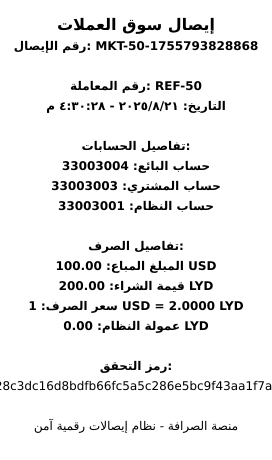 إيصال سوق العملات
رقم الإيصال: MKT-50-1755793828868
رقم المعاملة: REF-50
التاريخ: ٢٠٢٥/٨/٢١ - ٤:٣٠:٢٨ م
تفاصيل الحسابات:
حساب البائع: 33003004
حساب المشتري: 33003003
حساب النظام: 33003001
تفاصيل الصرف:
المبلغ المباع: 100.00 USD
قيمة الشراء: 200.00 LYD
سعر الصرف: 1 USD = 2.0000 LYD
عمولة النظام: 0.00 LYD
رمز التحقق:
28c3dc16d8bdfb66fc5a5c286e5bc9f43aa1f7a
منصة الصرافة - نظام إيصالات رقمية آمن